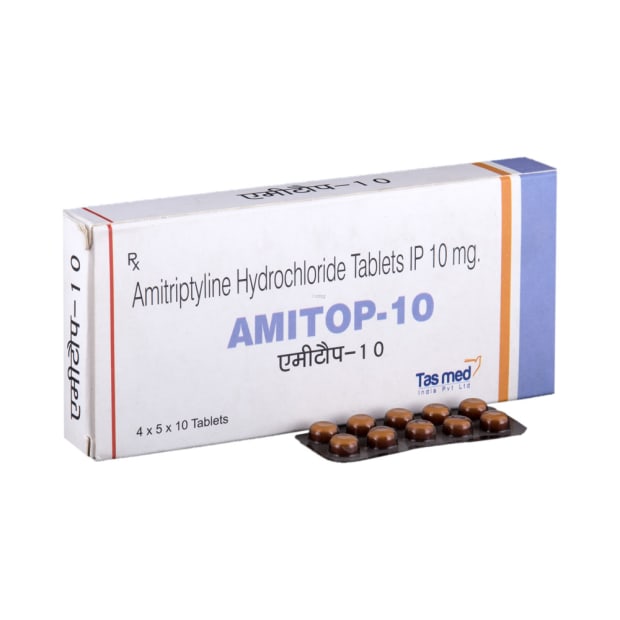 एमीटौप-10
एमीटौप-10
Rx
Amitriptyline Hydrochloride Tablets IP 10 mg.
AMITOP-10
एमीटौप-10
Tas med
India Pvt Ltd
4 x 5 x 10 Tablets